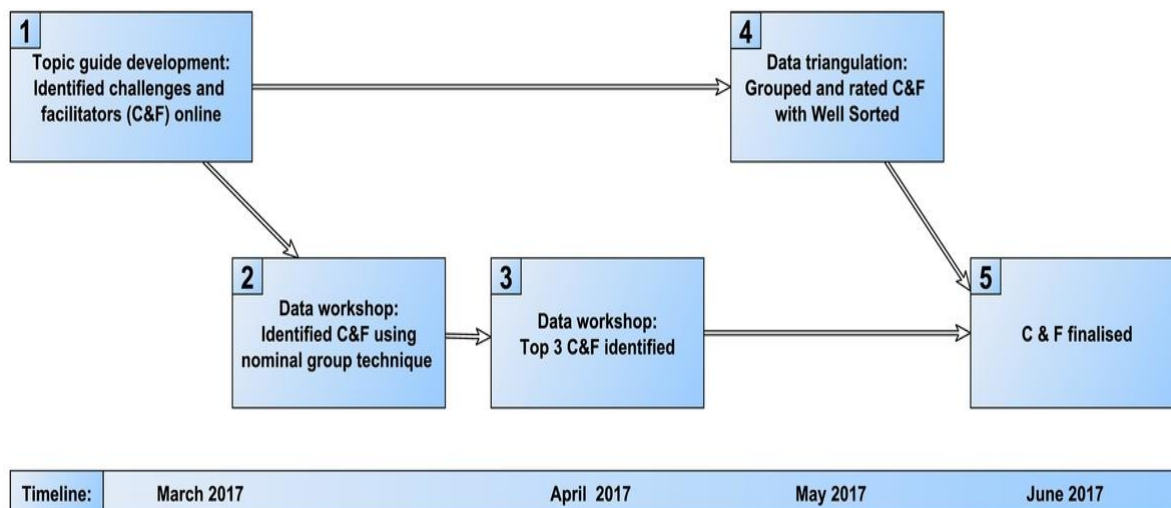 1
Topic guide development:
Identified challenges and
facilitators (C&F) online
4
Data triangulation:
Grouped and rated C&F
with Well Sorted
2
Data workshop:
Identified C&F using
nominal group technique
3
Data workshop:
Top 3 C&F identified
5
C & F finalised
Timeline: March 2017 April 2017 May 2017 June 2017